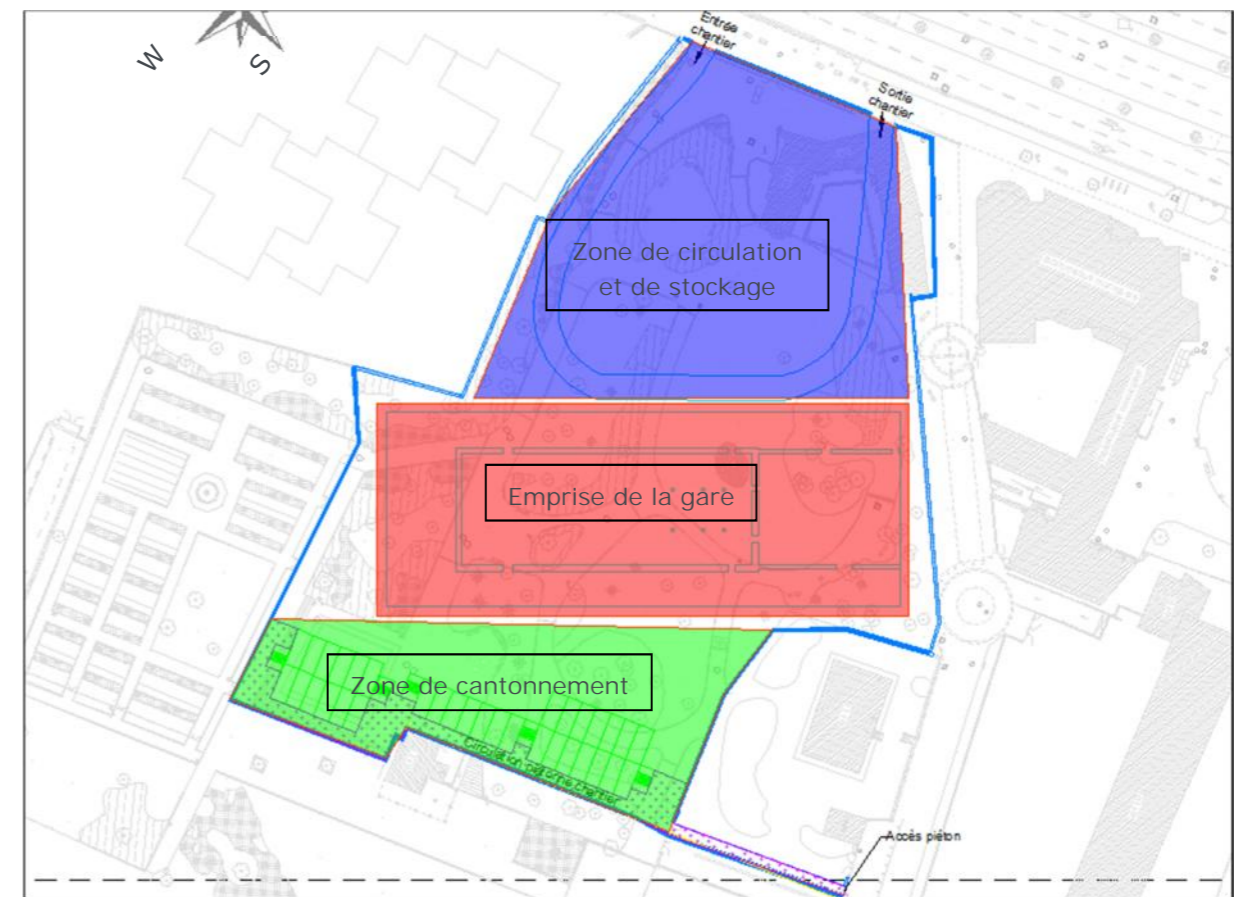 W
S
Entrée
chantier
Sortie
chantier
Zone de circulation
et de stockage
Emprise de la gare
Zone de cantonnement
Circulation piétonne chantier
Accès piéton